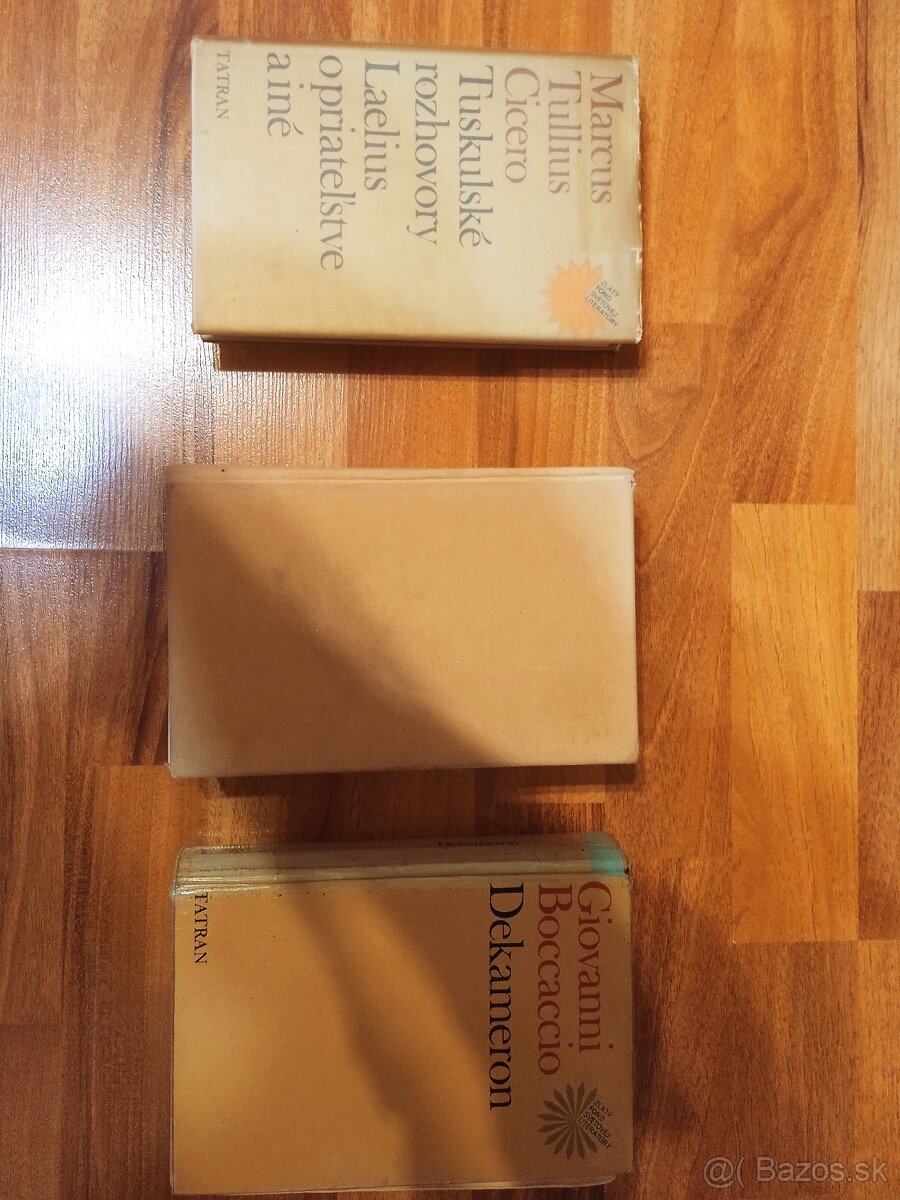 Marcus
Tullius
Cicero
Tuskulské
rozhovory
Laelius
o priateľstve
a iné
TATRAN
ZLATÝ
FOND
SVETOVEJ
LITERATÚRY
Dekameron
Giovanni
Boccaccio
Dekameron
TATRAN
ZLATÝ
FOND
SVETOVEJ
LITERATÚRY
@( Bazos.sk